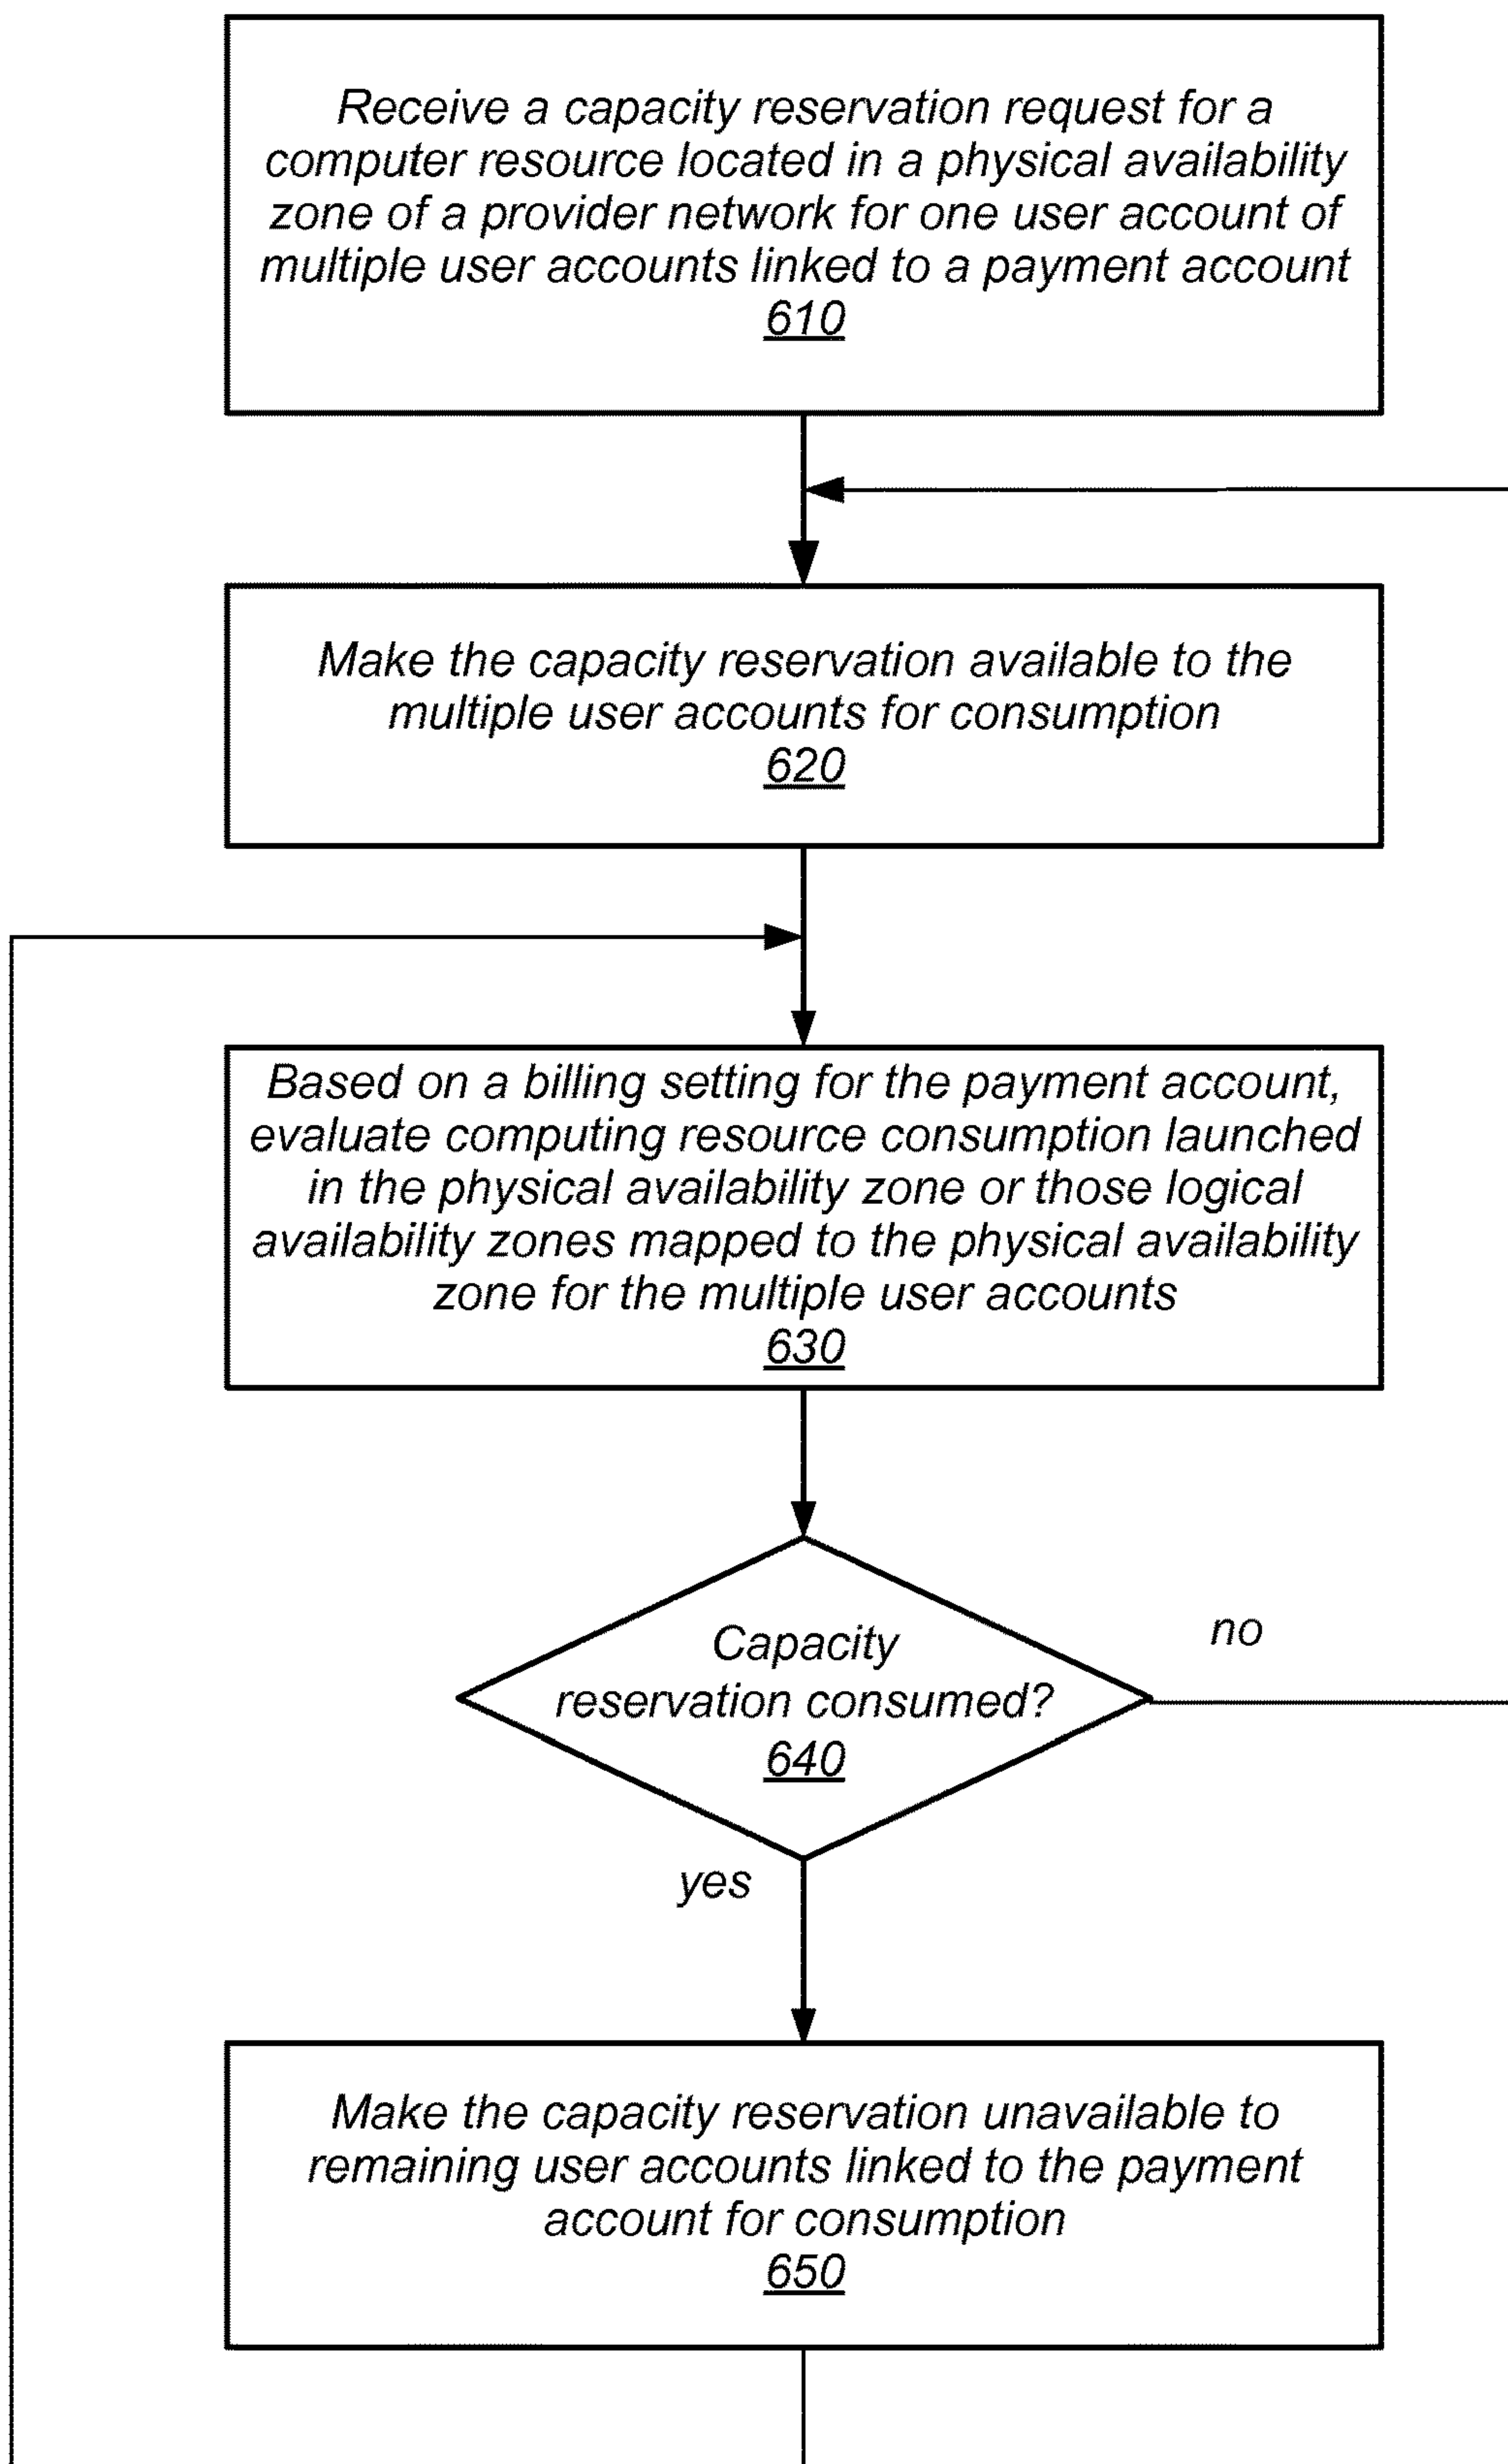 Receive a capacity reservation request for a
computer resource located in a physical availability
zone of a provider network for one user account of
multiple user accounts linked to a payment account
610
Make the capacity reservation available to the
multiple user accounts for consumption
620
Based on a billing setting for the payment account,
evaluate computing resource consumption launched
in the physical availability zone or those logical
availability zones mapped to the physical availability
zone for the multiple user accounts
630
Capacity
reservation consumed?
640
no
yes
Make the capacity reservation unavailable to
remaining user accounts linked to the payment
account for consumption
650